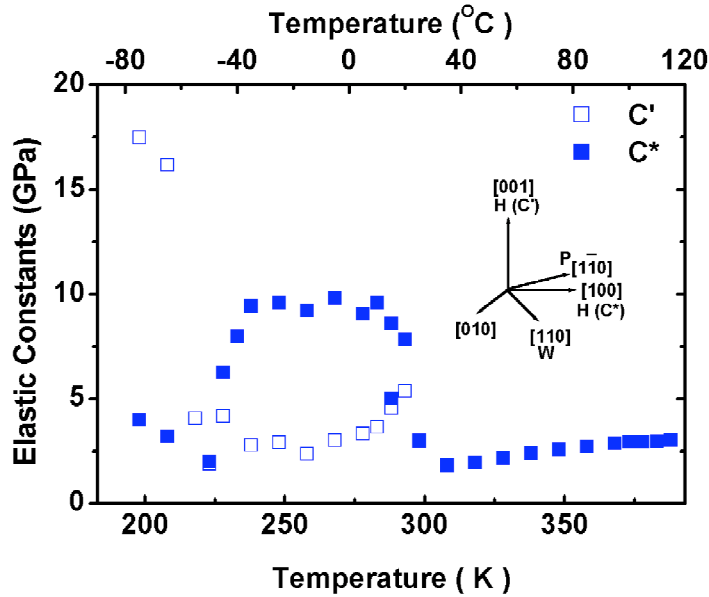 Temperature (°C )
-80 -40 0 40 80 120
20
15
10
5
0
Elastic Constants (GPa)
C'
C*
[001]
H (C')
P [1-10]
[100]
H (C*)
[010]
[110]
W
200 250 300 350
Temperature ( K )